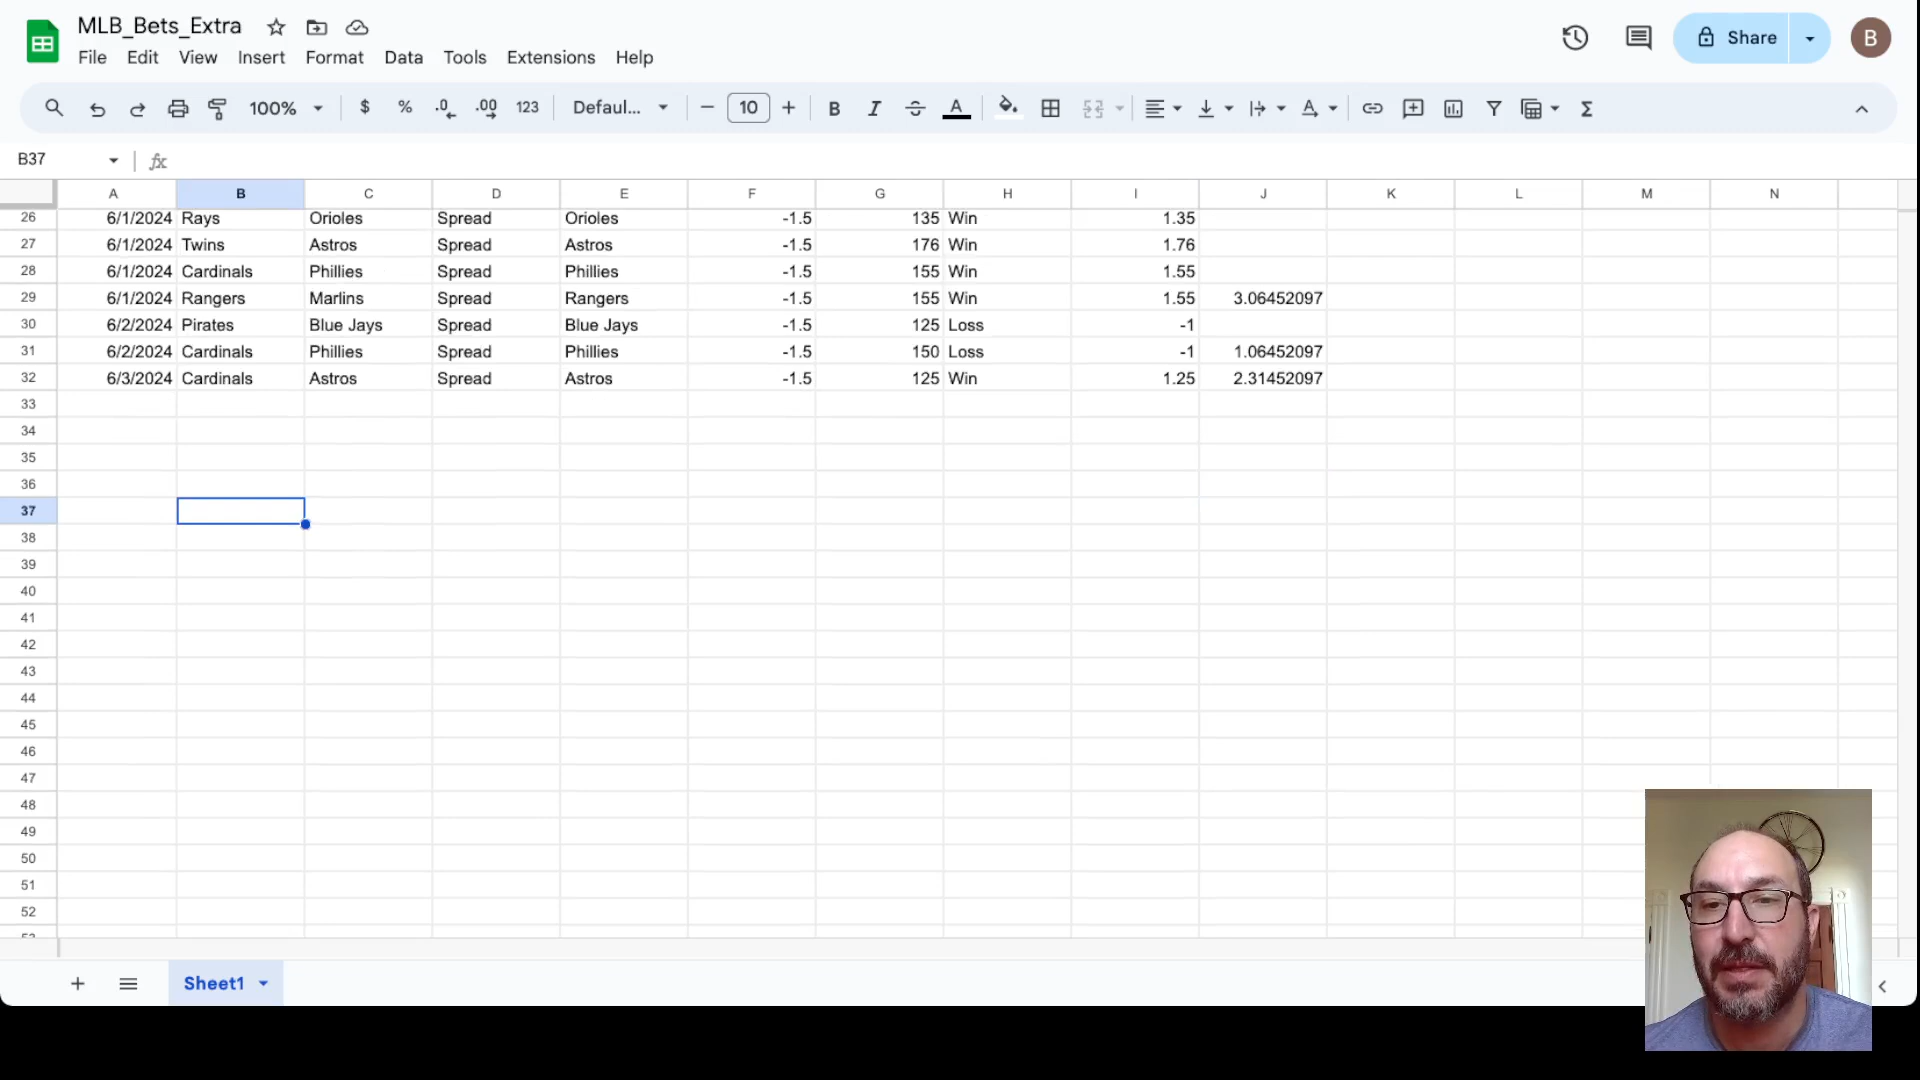 MLB_Bets_Extra
File Edit View Insert Format Data Tools Extensions Help
Share
B
100% $ % .0 .00 123 Defaul... 10 B I S A
B37 fx
A B C D E F G H I J K L M N
26 6/1/2024 Rays Orioles Spread Orioles -1.5 135 Win 1.35
27 6/1/2024 Twins Astros Spread Astros -1.5 176 Win 1.76
28 6/1/2024 Cardinals Phillies Spread Phillies -1.5 155 Win 1.55
29 6/1/2024 Rangers Marlins Spread Rangers -1.5 155 Win 1.55 3.06452097
30 6/2/2024 Pirates Blue Jays Spread Blue Jays -1.5 125 Loss -1
31 6/2/2024 Cardinals Phillies Spread Phillies -1.5 150 Loss -1 1.06452097
32 6/3/2024 Cardinals Astros Spread Astros -1.5 125 Win 1.25 2.31452097
33
34
35
36
37
38
39
40
41
42
43
44
45
46
47
48
49
50
51
52
Sheet1